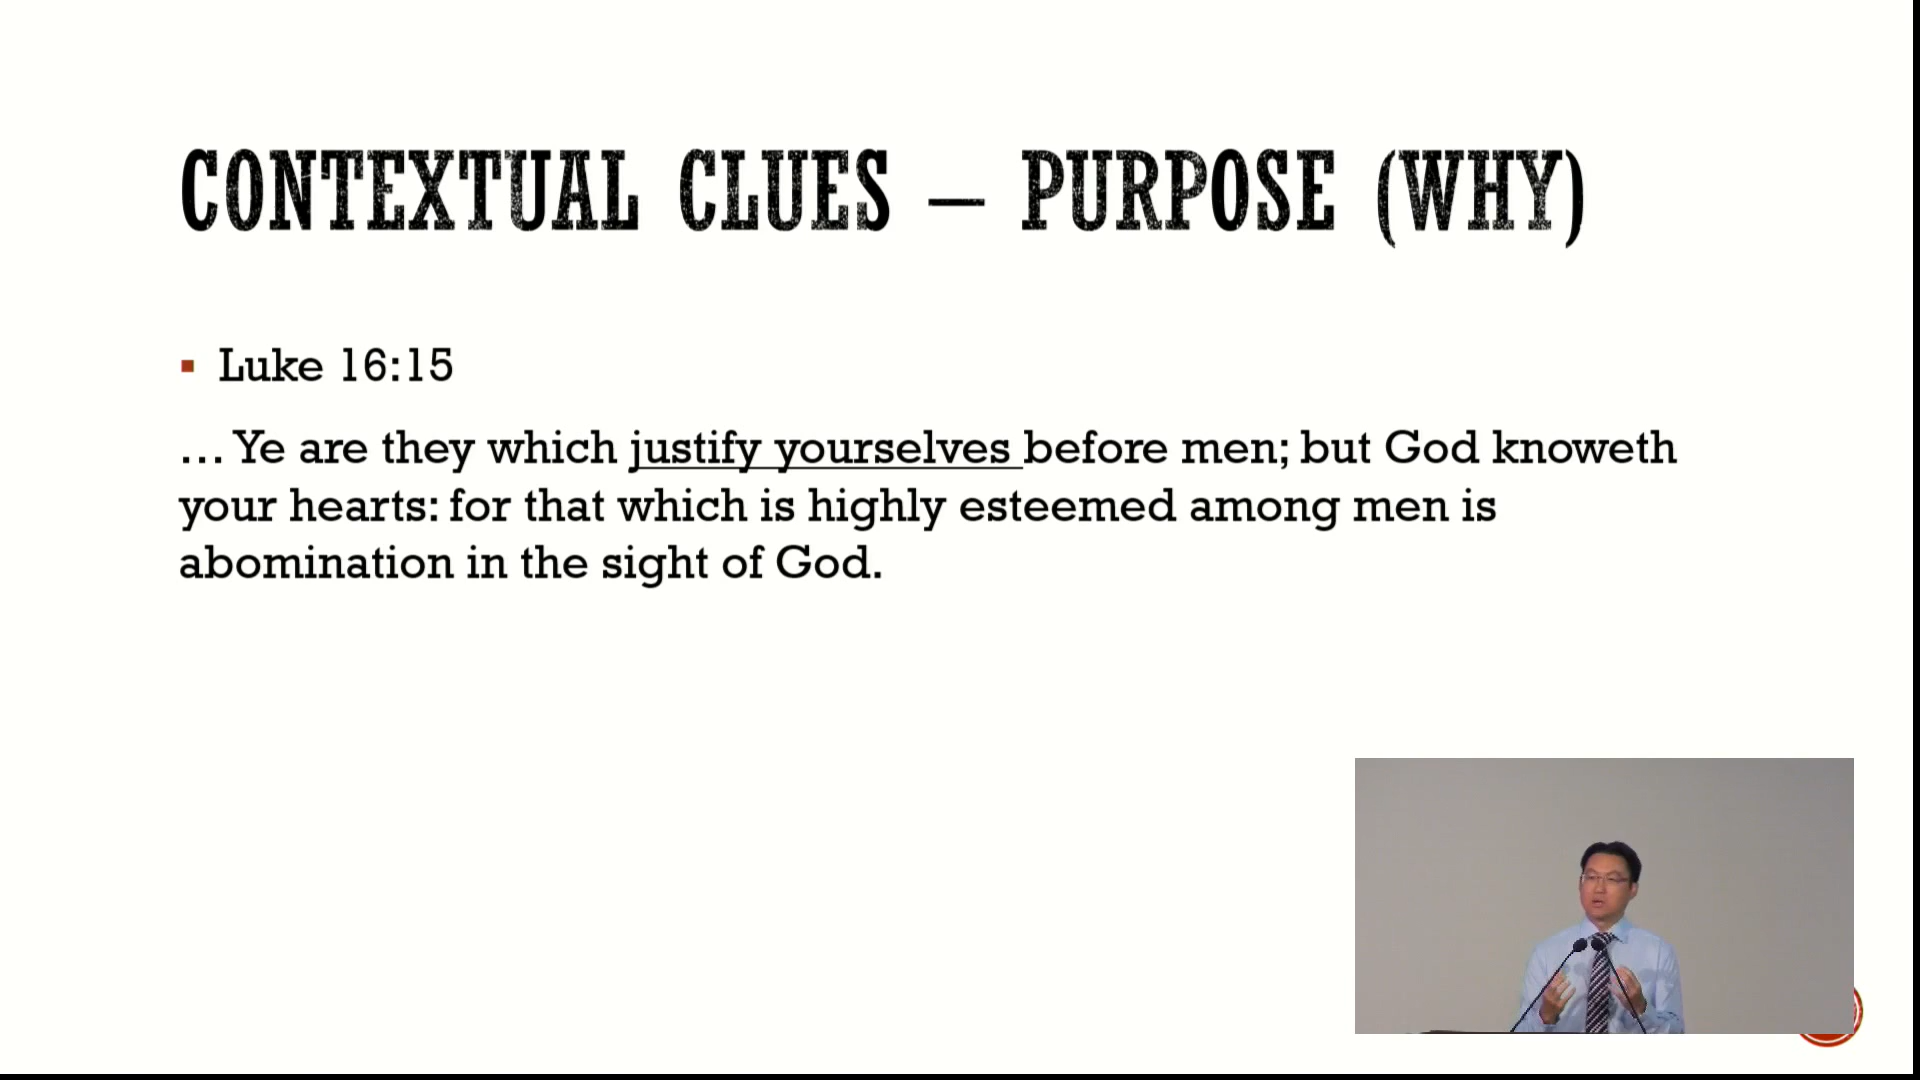 CONTEXTUAL CLUES – PURPOSE (WHY)
Luke 16:15
… Ye are they which justify yourselves before men; but God knoweth
your hearts: for that which is highly esteemed among men is
abomination in the sight of God.